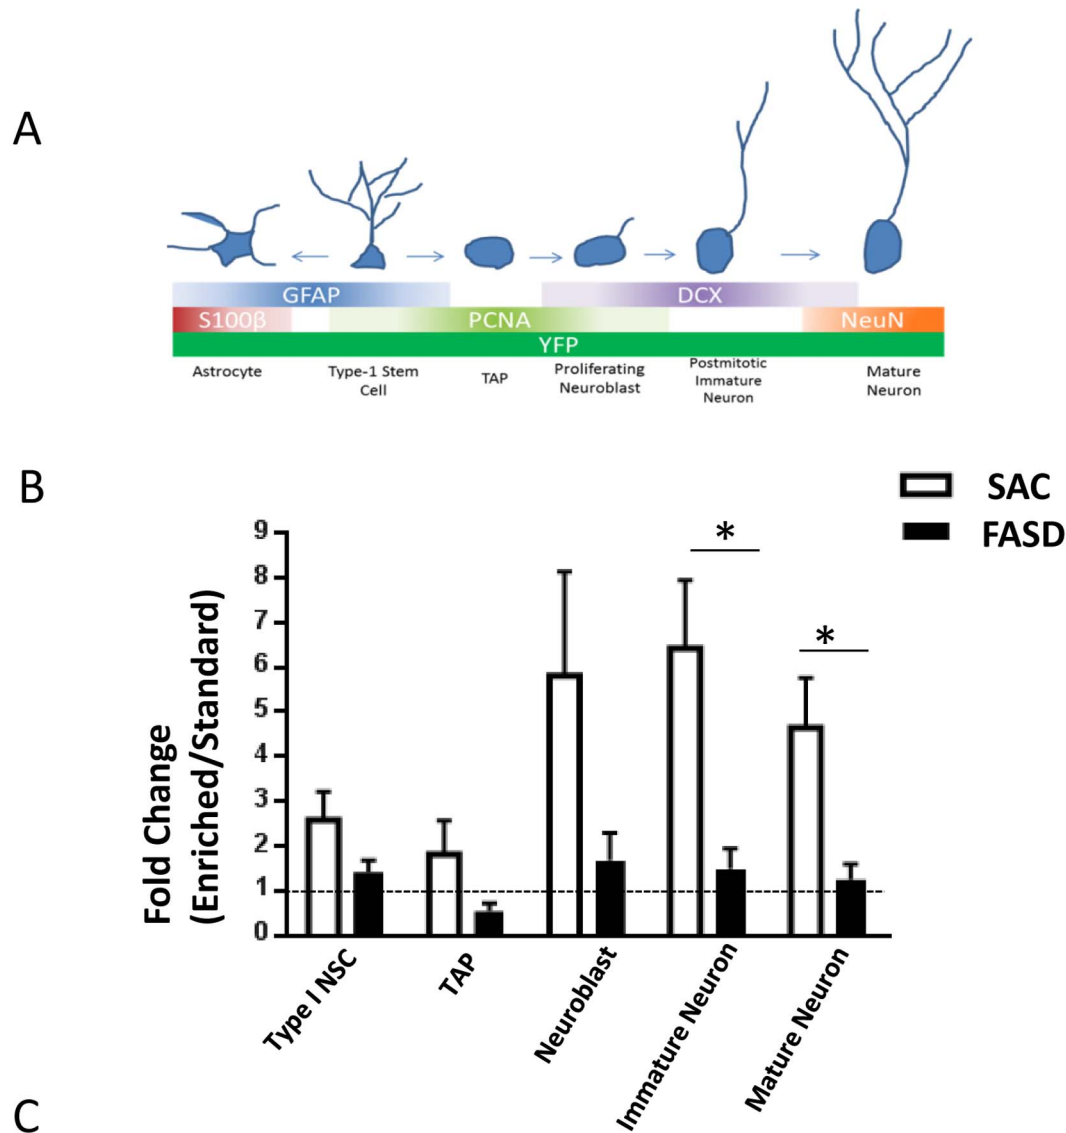 A
GFAP
DCX
S100β
PCNA
NeuN
YFP
Astrocyte
Type-1 Stem
Cell
TAP
Proliferating
Neuroblast
Postmitotic
Immature
Neuron
Mature
Neuron
B
SAC
FASD
*
*
9
8
7
6
5
4
3
2
1
0
Fold Change
(Enriched/Standard)
Type I NSC
TAP
Neuroblast
Immature Neuron
Mature Neuron
C